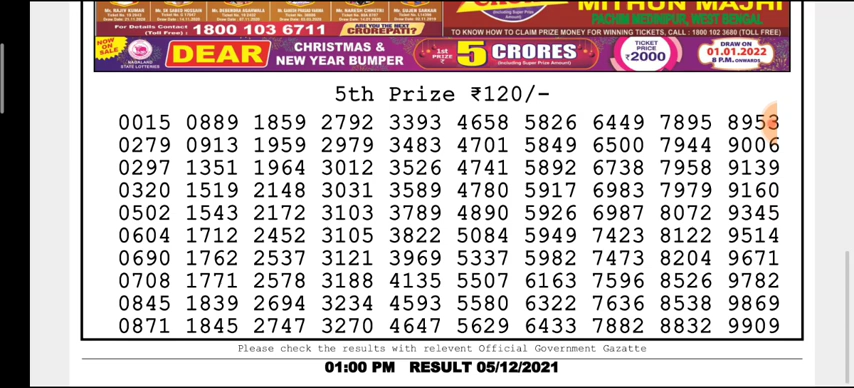 MR. RAJIV KUMAR
For Details Contact (Toll Free) : 1800 103 6711
ARE YOU THE NEXT CROREPATI?
MITHUN MAJHI
PACHIM MEDINIPUR, WEST BENGAL
TO KNOW HOW TO CLAIM PRIZE MONEY FOR WINNING TICKETS, CALL : 1800 102 3680 (TOLL FREE)
NOW ON SALE
NAGALAND STATE LOTTERIES
DEAR
CHRISTMAS & NEW YEAR BUMPER
1st PRIZE ₹ 5 CRORES
(Including Super Prize Amount)
TICKET PRICE ₹2000
DRAW ON 01.01.2022 8 P.M. ONWARDS
5th Prize ₹120/-
0015 0889 1859 2792 3393 4658 5826 6449 7895 8953
0279 0913 1959 2979 3483 4701 5849 6500 7944 9006
0297 1351 1964 3012 3526 4741 5892 6738 7958 9139
0320 1519 2148 3031 3589 4780 5917 6983 7979 9160
0502 1543 2172 3103 3789 4890 5926 6987 8072 9345
0604 1712 2452 3105 3822 5084 5949 7423 8122 9514
0690 1762 2537 3121 3969 5337 5982 7473 8204 9671
0708 1771 2578 3188 4135 5507 6163 7596 8526 9782
0845 1839 2694 3234 4593 5580 6322 7636 8538 9869
0871 1845 2747 3270 4647 5629 6433 7882 8832 9909
Please check the results with relevent Official Government Gazatte
01:00 PM RESULT 05/12/2021